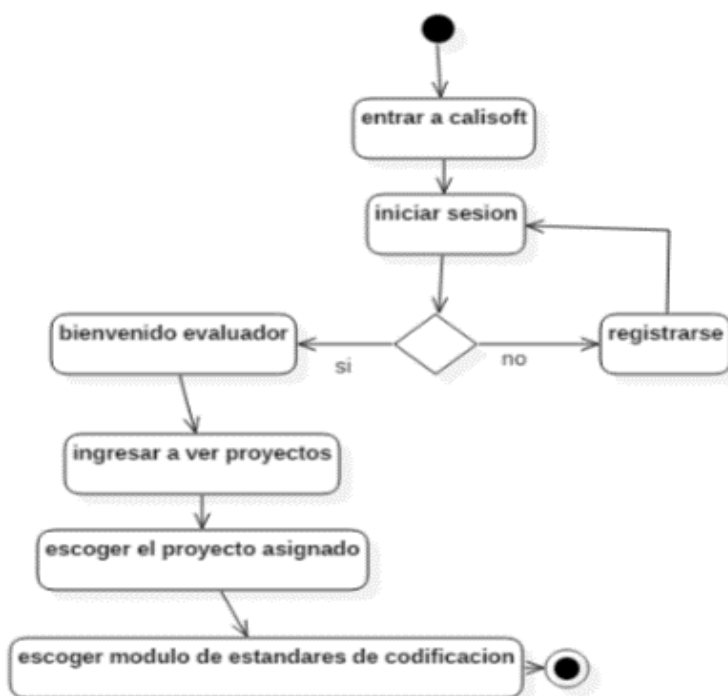 entrar a calisoft
iniciar sesion
bienvenido evaluador
si
no
registrarse
ingresar a ver proyectos
escoger el proyecto asignado
escoger modulo de estandares de codificacion